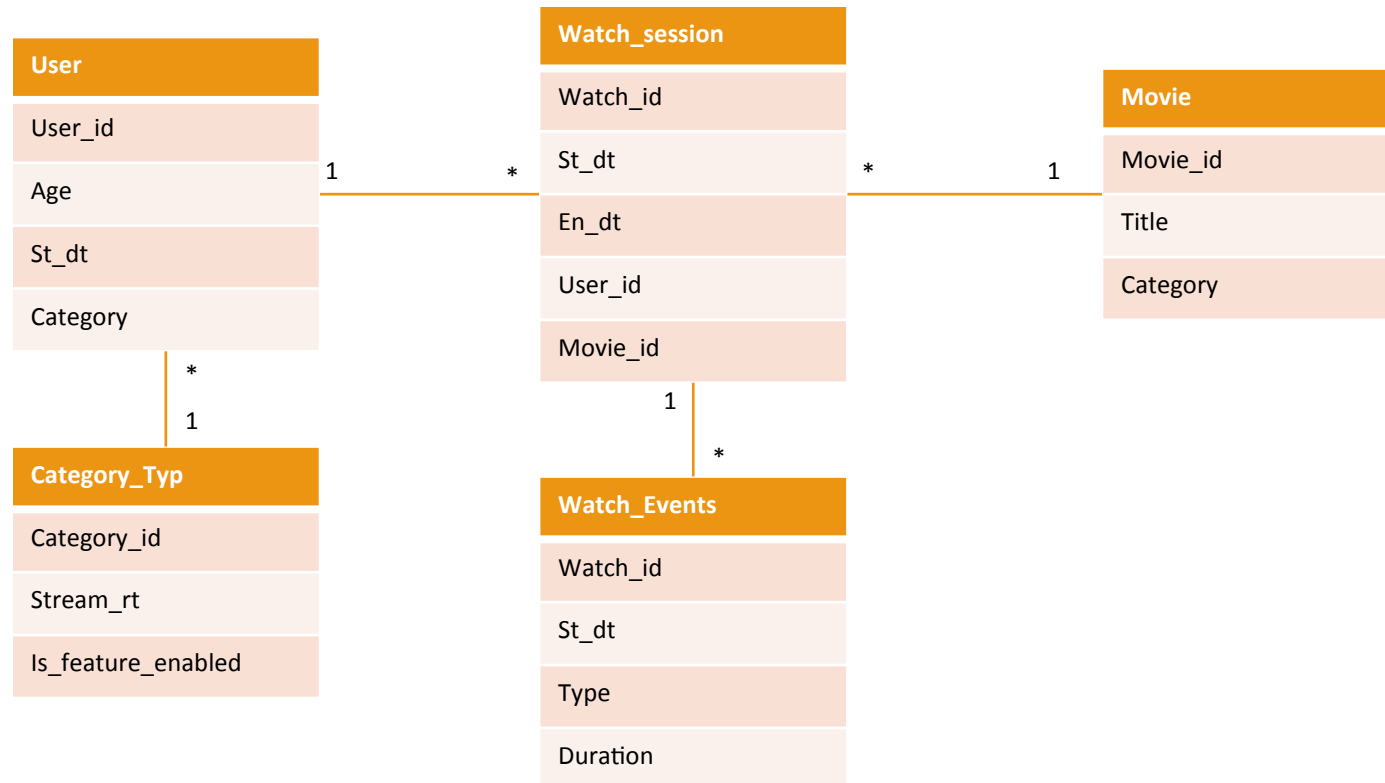 User
User_id
Age
St_dt
Category
1
*
*
1
Category_Typ
Category_id
Stream_rt
Is_feature_enabled
Watch_session
Watch_id
St_dt
En_dt
User_id
Movie_id
*
1
1
*
Watch_Events
Watch_id
St_dt
Type
Duration
Movie
Movie_id
Title
Category